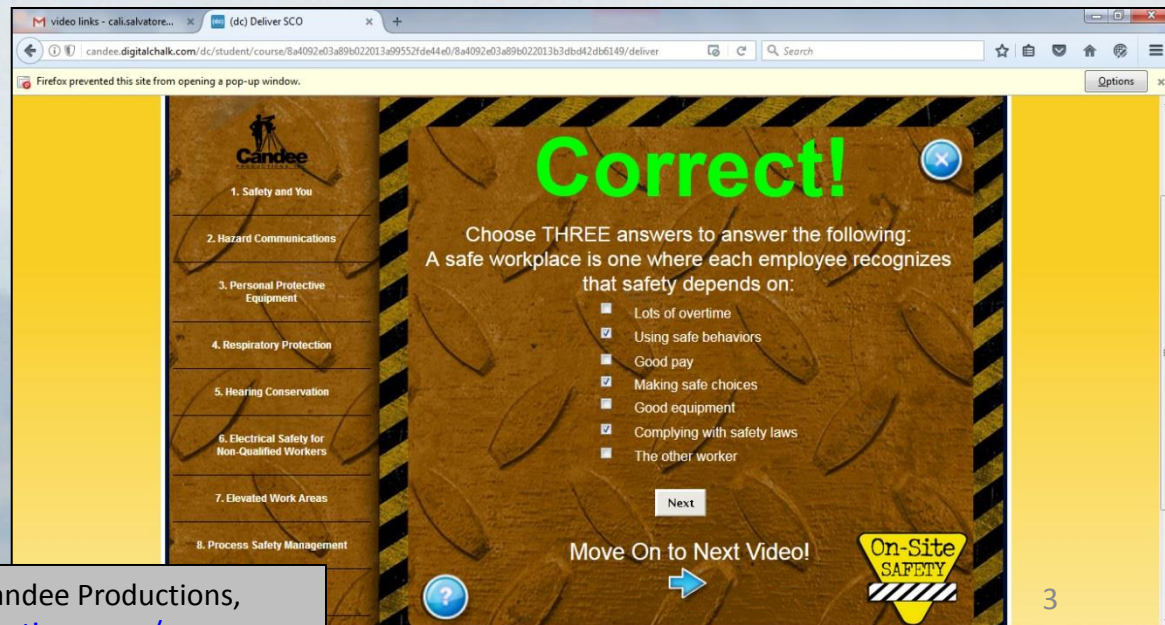 video links - cali.salvatore...
(dc) Deliver SCO
candee.digitalchalk.com/dc/student/course/8a4092e03a89b022013a99552fde44e0/8a4092e03a89b022013b3dbd42db6149/deliver
Search
Firefox prevented this site from opening a pop-up window.
Options
Candee
1. Safety and You
2. Hazard Communications
3. Personal Protective
Equipment
4. Respiratory Protection
5. Hearing Conservation
6. Electrical Safety for
Non-Qualified Workers
7. Elevated Work Areas
8. Process Safety Management
Correct!
Choose THREE answers to answer the following:
A safe workplace is one where each employee recognizes
that safety depends on:
Lots of overtime
Using safe behaviors
Good pay
Making safe choices
Good equipment
Complying with safety laws
The other worker
Next
Move On to Next Video!
On-Site
SAFETY
?
andee Productions,
3